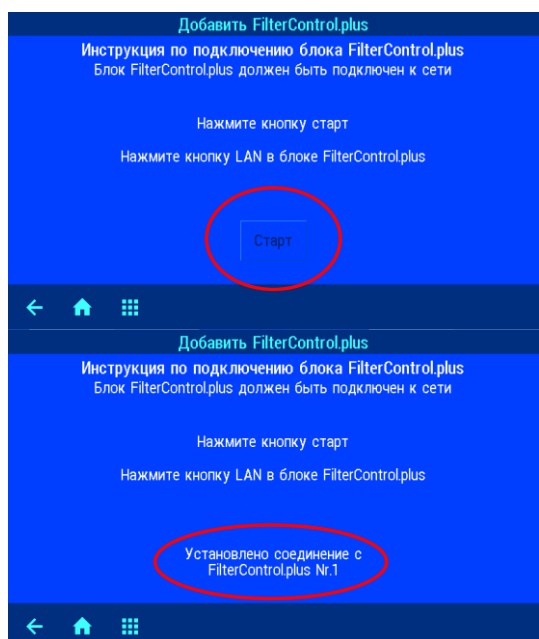 Добавить FilterControl.plus
Инструкция по подключению блока FilterControl.plus
Блок FilterControl.plus должен быть подключен к сети
Нажмите кнопку старт
Нажмите кнопку LAN в блоке FilterControl.plus
Старт
Добавить FilterControl.plus
Инструкция по подключению блока FilterControl.plus
Блок FilterControl.plus должен быть подключен к сети
Нажмите кнопку старт
Нажмите кнопку LAN в блоке FilterControl.plus
Установлено соединение с
FilterControl.plus Nr.1